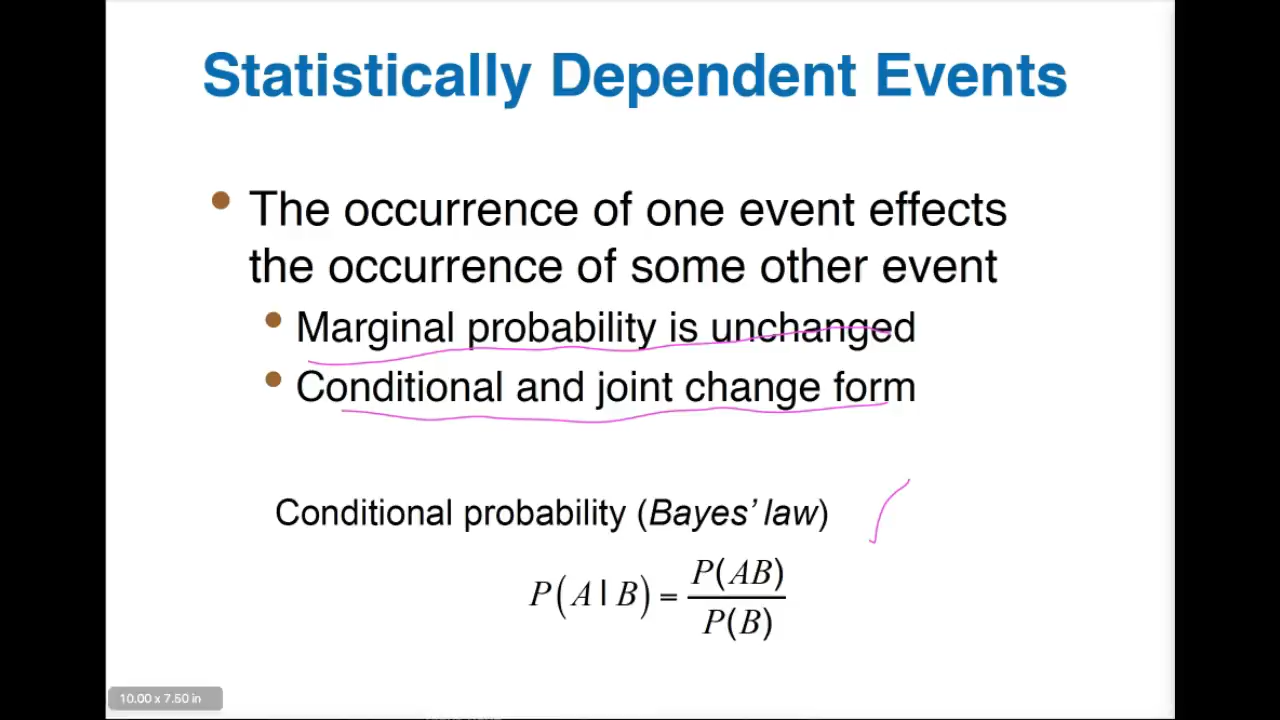 Statistically Dependent Events
• The occurrence of one event effects
the occurrence of some other event
• Marginal probability is unchanged
• Conditional and joint change form
Conditional probability (Bayes’ law)
P(A | B) = P(AB) / P(B)
10.00 x 7.50 in